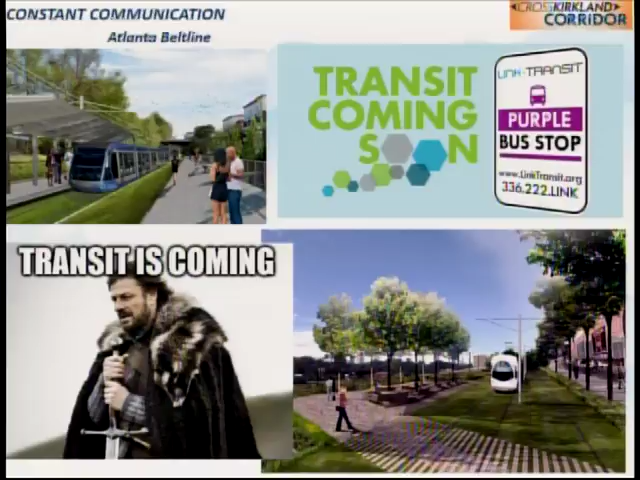 CONSTANT COMMUNICATION
Atlanta Beltline
CROSSKIRKLAND
CORRIDOR
TRANSIT
COMING
SOON
LINK TRANSIT
PURPLE
BUS STOP
www.LinkTransit.org
336.222.LINK
TRANSIT IS COMING